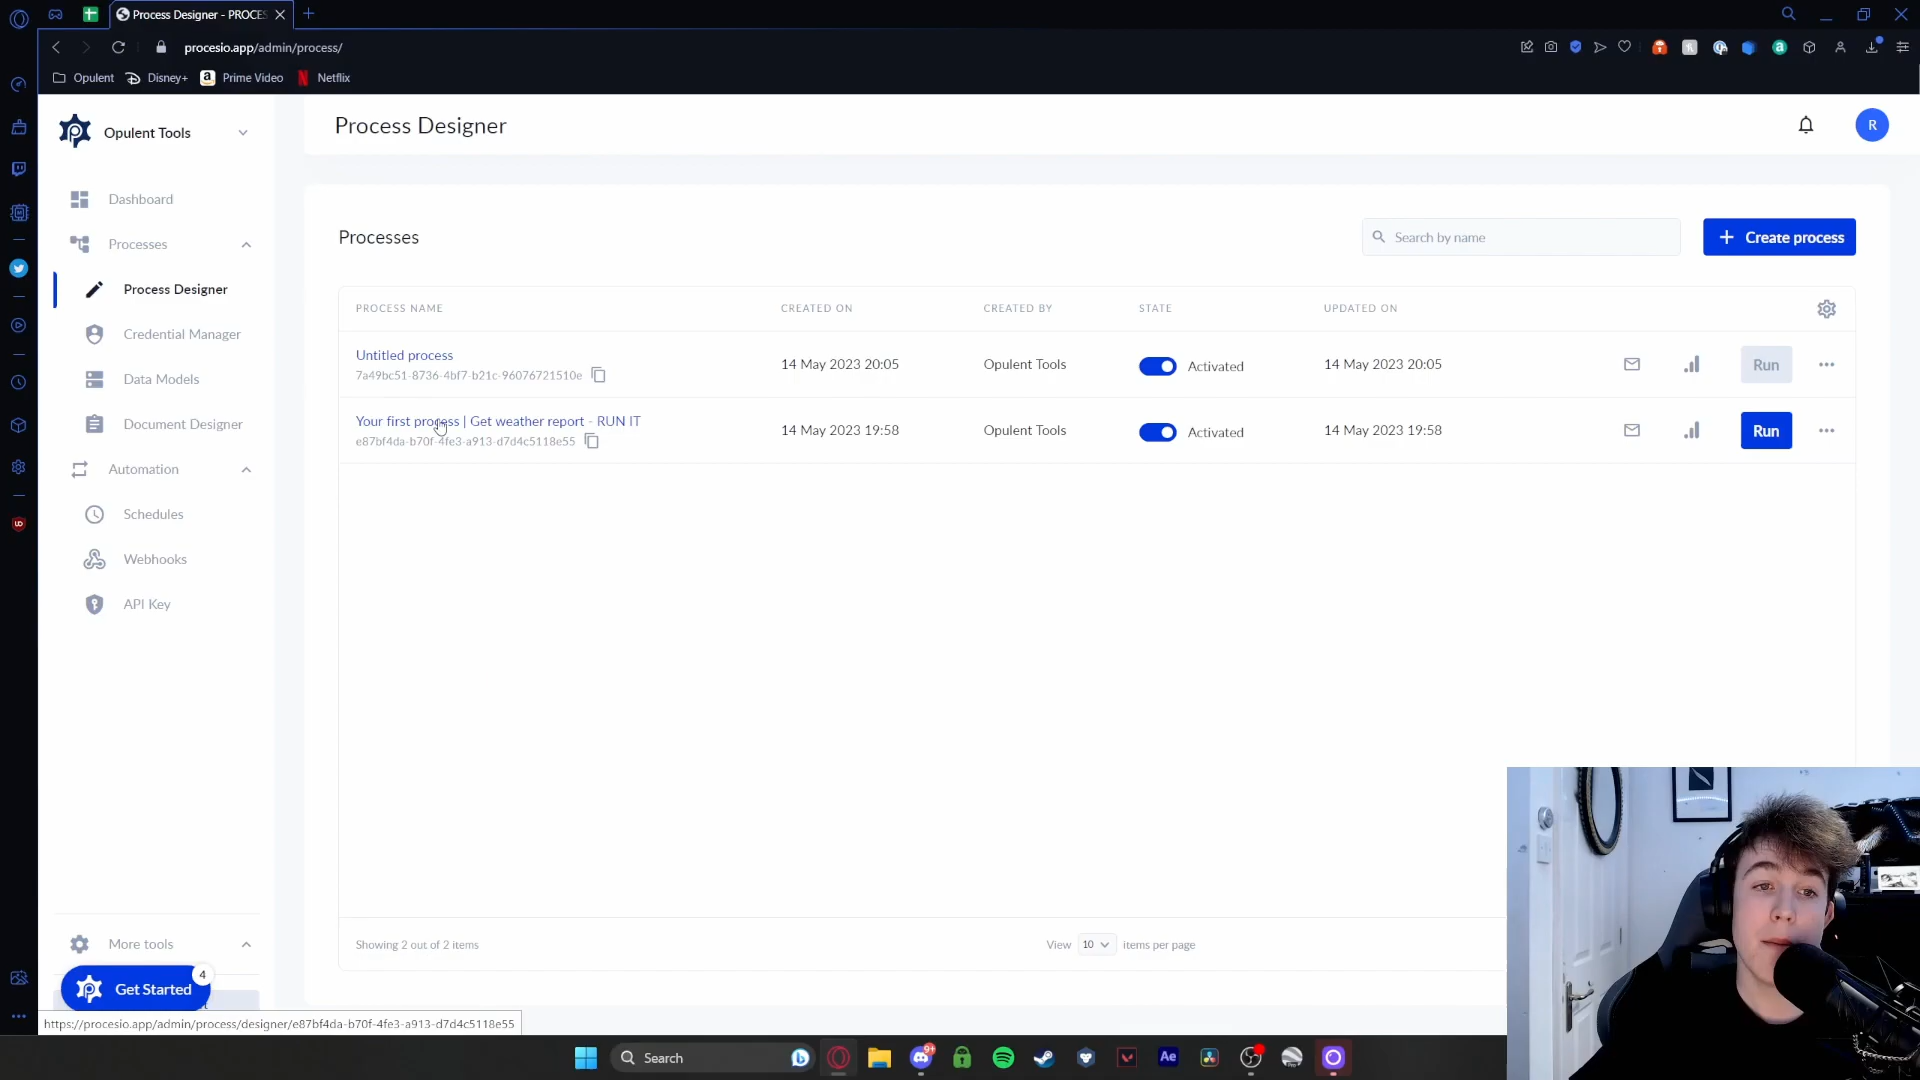 Process Designer - PROCES
procesio.app/admin/process/
Opulent
Disney+
Prime Video
Netflix
Opulent Tools
Process Designer
R
Dashboard
Processes
Process Designer
Credential Manager
Data Models
Document Designer
Automation
Schedules
Webhooks
API Key
More tools
Get Started
4
Processes
Search by name
Create process
PROCESS NAME
CREATED ON
CREATED BY
STATE
UPDATED ON
Untitled process
7a49bc51-8736-4bf7-b21c-96076721510e
14 May 2023 20:05
Opulent Tools
Activated
14 May 2023 20:05
Run
Your first process | Get weather report - RUN IT
e87bf4da-b70f-4fe3-a913-d7d4c5118e55
14 May 2023 19:58
Opulent Tools
Activated
14 May 2023 19:58
Run
Showing 2 out of 2 items
View 10 items per page
https://procesio.app/admin/process/designer/e87bf4da-b70f-4fe3-a913-d7d4c5118e55
Search
9+
Ae